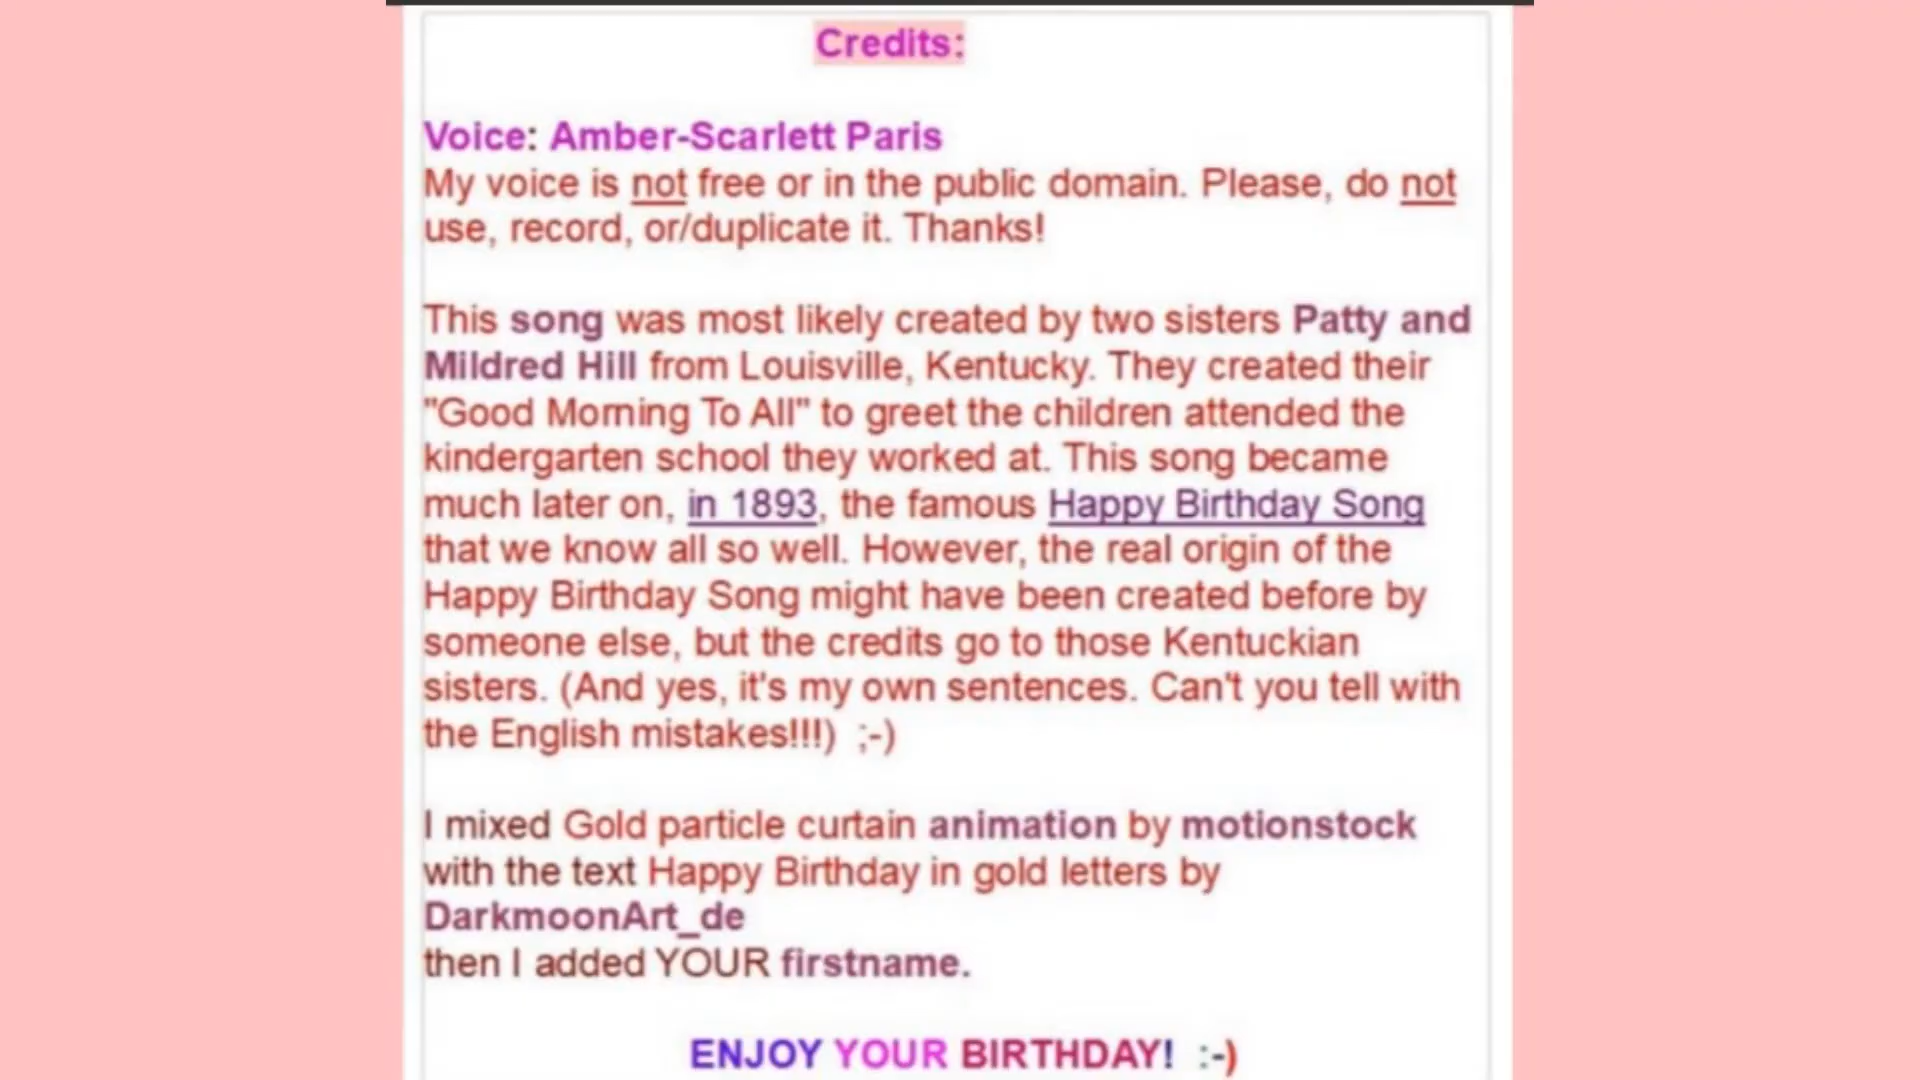 Credits:
Voice: Amber-Scarlett Paris
My voice is not free or in the public domain. Please, do not
use, record, or/duplicate it. Thanks!
This song was most likely created by two sisters Patty and
Mildred Hill from Louisville, Kentucky. They created their
"Good Morning To All" to greet the children attended the
kindergarten school they worked at. This song became
much later on, in 1893, the famous Happy Birthday Song
that we know all so well. However, the real origin of the
Happy Birthday Song might have been created before by
someone else, but the credits go to those Kentuckian
sisters. (And yes, it's my own sentences. Can't you tell with
the English mistakes!!!) ;-)
I mixed Gold particle curtain animation by motionstock
with the text Happy Birthday in gold letters by
DarkmoonArt_de
then I added YOUR firstname.
ENJOY YOUR BIRTHDAY! :-)